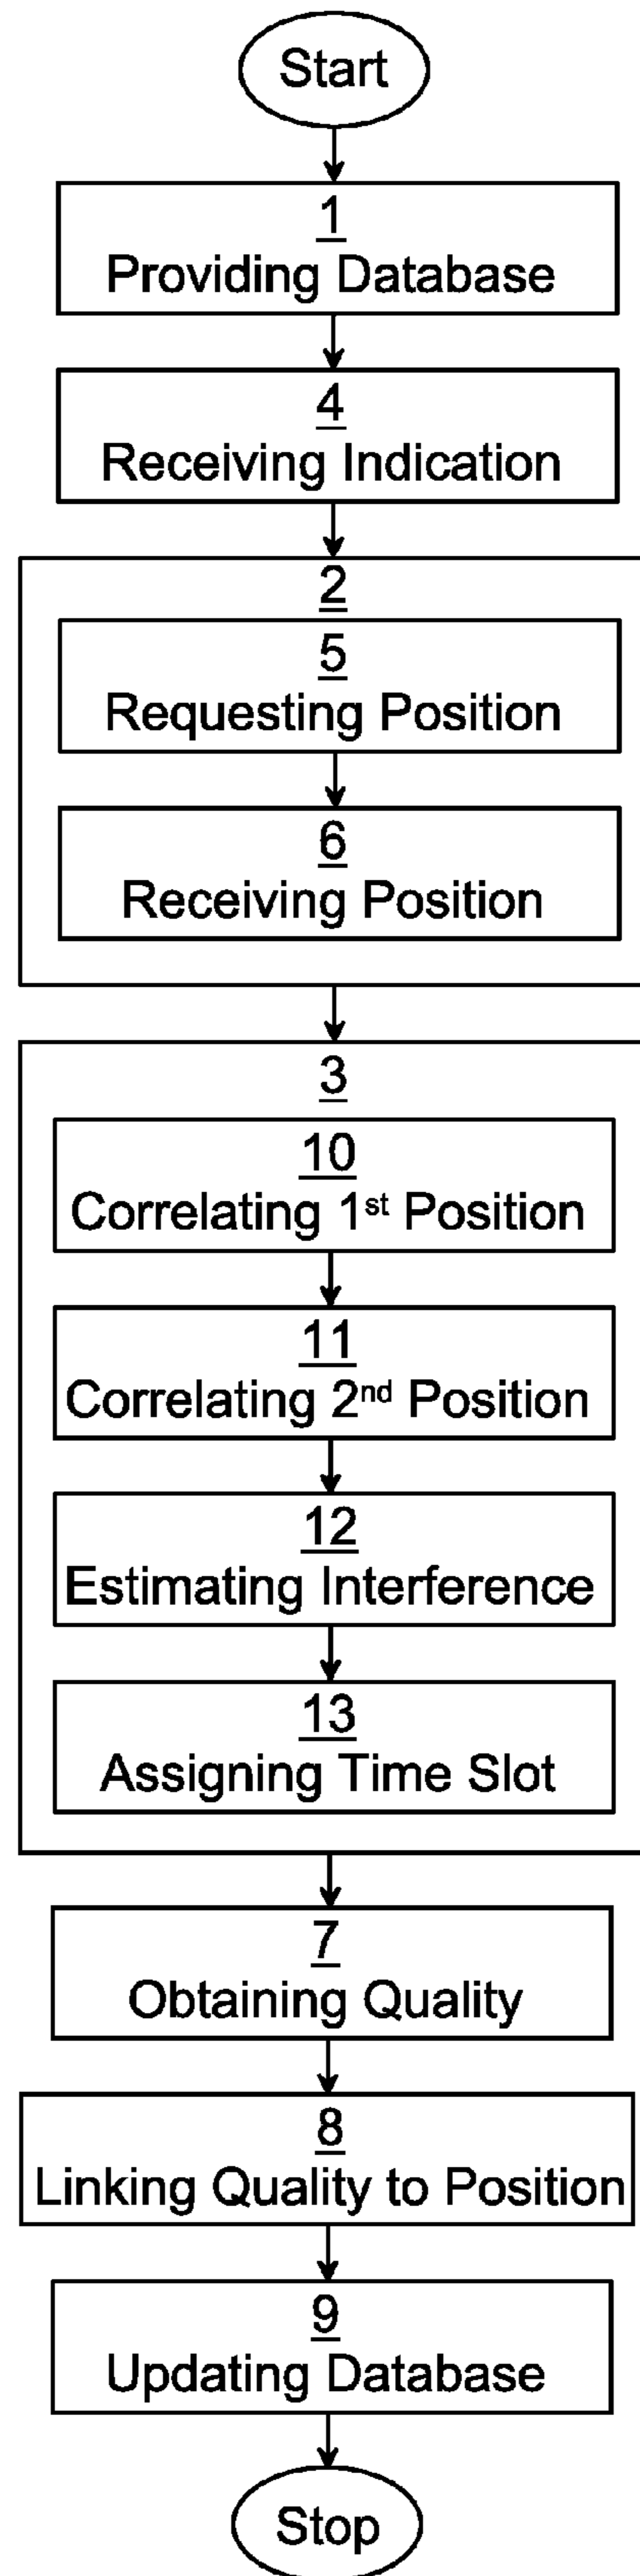 Start
1
Providing Database
4
Receiving Indication
2
5
Requesting Position
6
Receiving Position
3
10
Correlating 1st Position
11
Correlating 2nd Position
12
Estimating Interference
13
Assigning Time Slot
7
Obtaining Quality
8
Linking Quality to Position
9
Updating Database
Stop